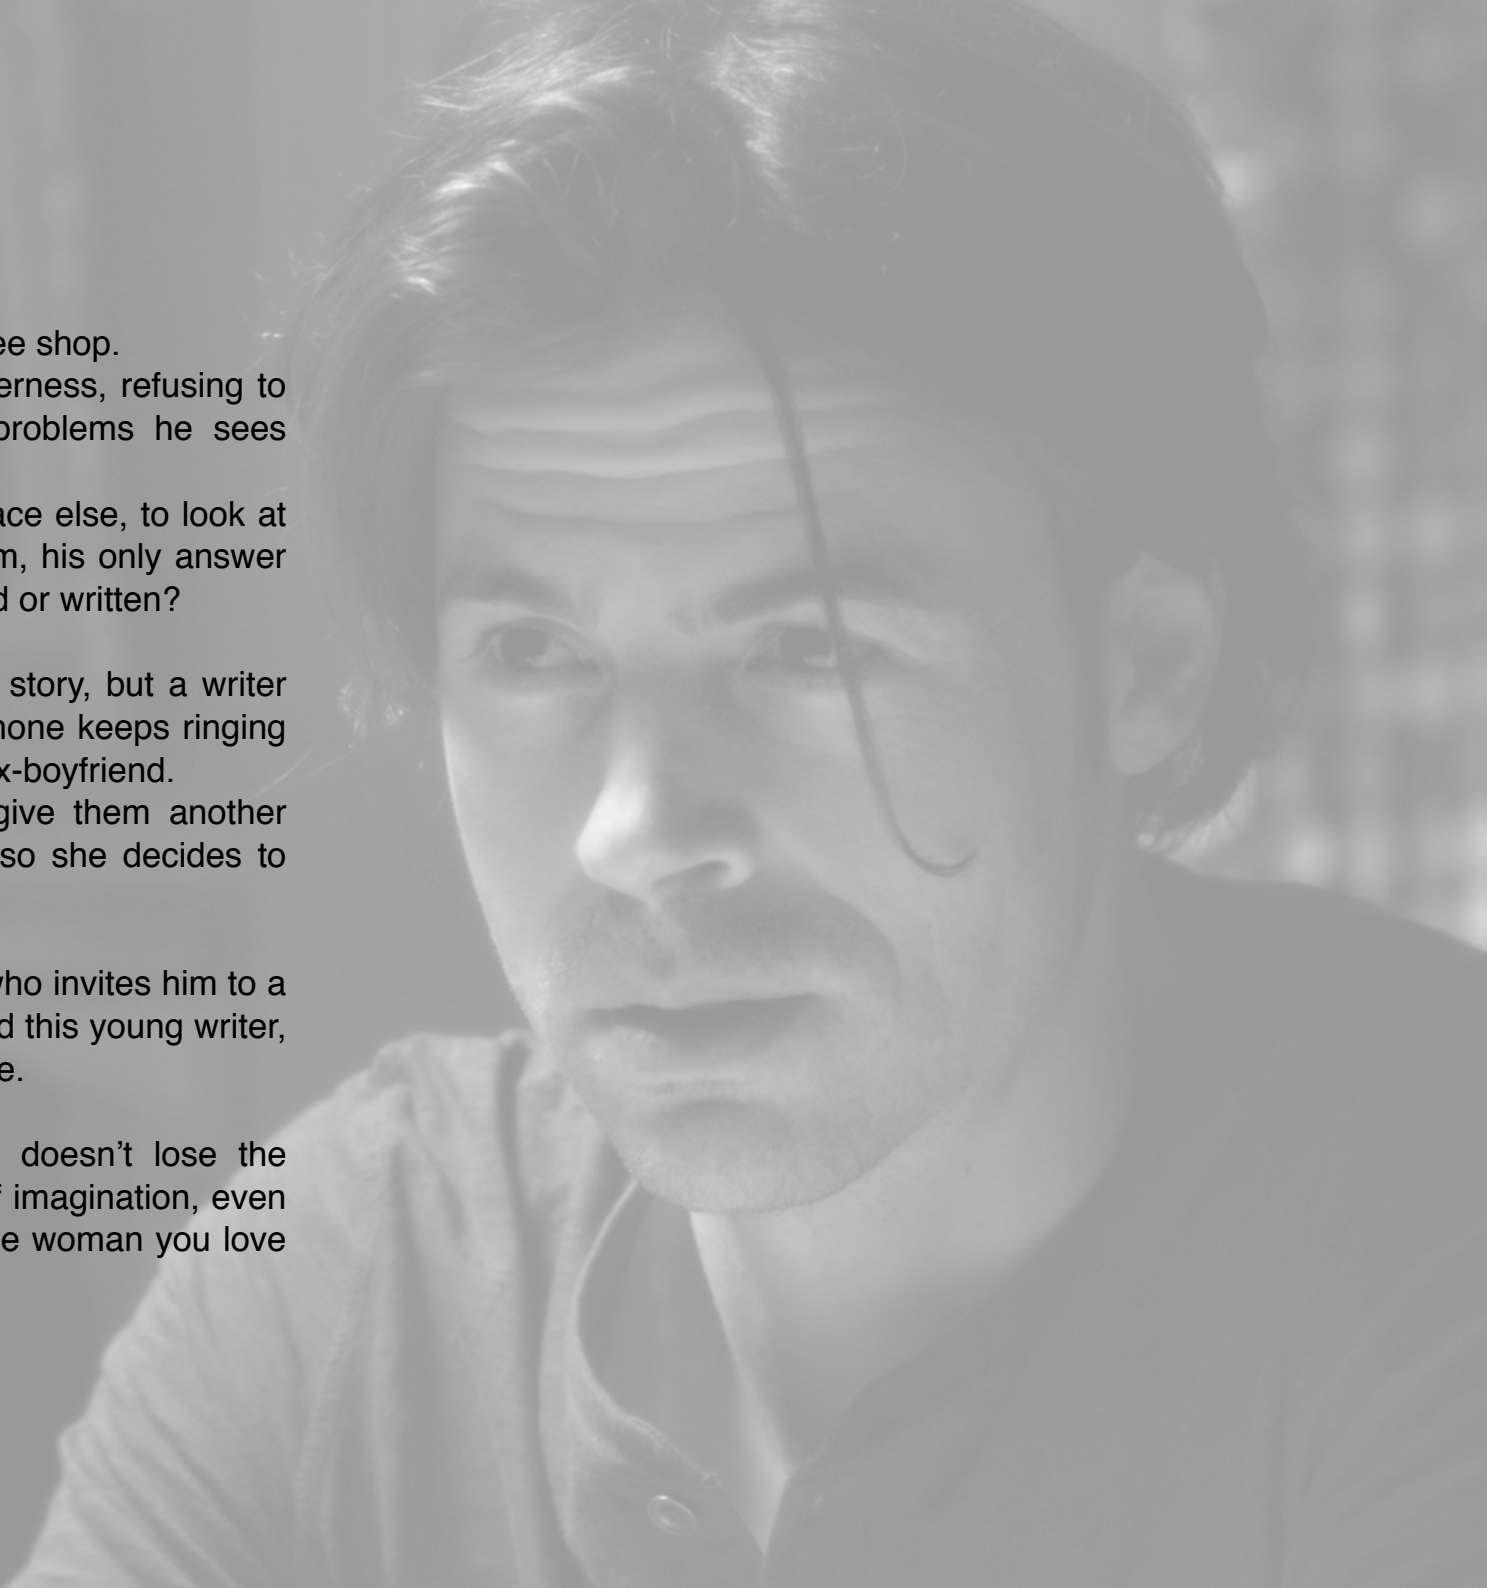 ee shop.
erness, refusing to
problems he sees
ace else, to look at
m, his only answer
d or written?
story, but a writer
hone keeps ringing
x-boyfriend.
give them another
so she decides to
who invites him to a
d this young writer,
e.
doesn’t lose the
f imagination, even
e woman you love